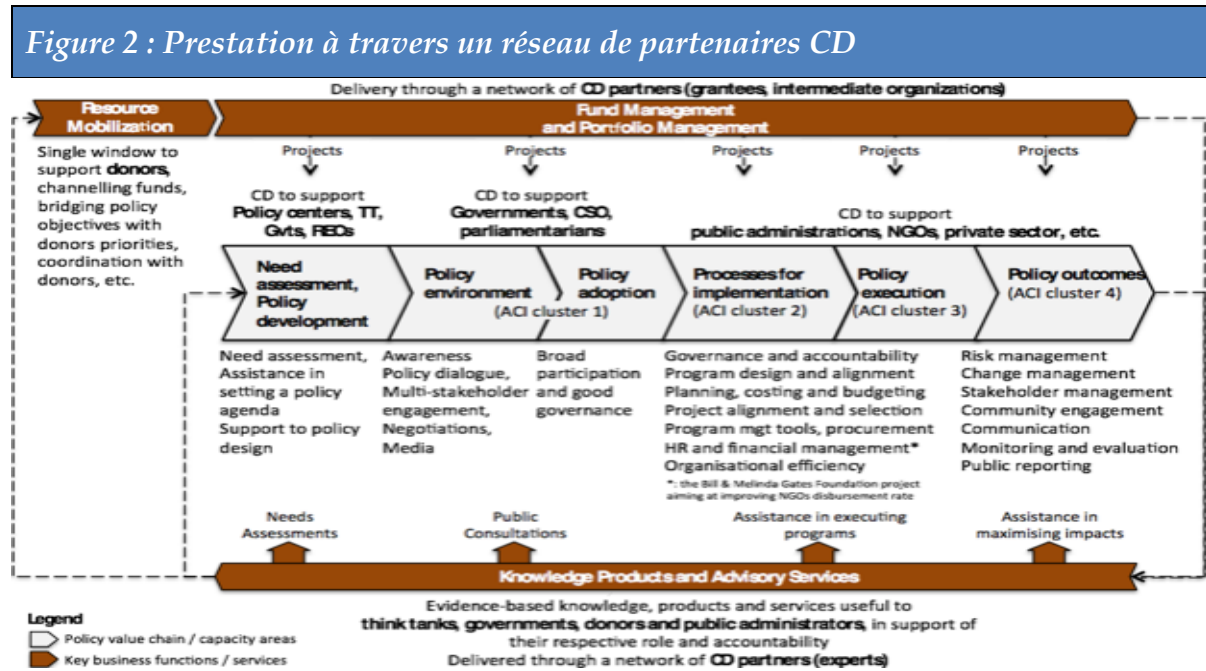 Figure 2 : Prestation à travers un réseau de partenaires CD
Delivery through a network of CD partners (grantees, intermediate organizations)
Resource
Mobilization
Fund Management
and Portfolio Management
Single window to
support donors,
channelling funds,
bridging policy
objectives with
donors priorities,
coordination with
donors, etc.
Projects
Projects
Projects
Projects
Projects
CD to support
Policy centers, TT,
Gvts, RECs
CD to support
Governments, CSO,
parliamentarians
CD to support
public administrations, NGOs, private sector, etc.
Need
assessment,
Policy
development
Policy
environment
Policy
adoption
(ACI cluster 1)
Processes for
implementation
(ACI cluster 2)
Policy
execution
(ACI cluster 3)
Policy outcomes
(ACI cluster 4)
Need assessment,
Assistance in
setting a policy
agenda
Support to policy
design
Awareness
Policy dialogue,
Multi-stakeholder
engagement,
Negotiations,
Media
Broad
participation
and good
governance
Governance and accountability
Program design and alignment
Planning, costing and budgeting
Project alignment and selection
Program mgt tools, procurement
HR and financial management*
Organisational efficiency
*: the Bill & Melinda Gates Foundation project
aiming at improving NGOs disbursement rate
Risk management
Change management
Stakeholder management
Community engagement
Communication
Monitoring and evaluation
Public reporting
Needs
Assessments
Public
Consultations
Assistance in executing
programs
Assistance in
maximising impacts
Knowledge Products and Advisory Services
Evidence-based knowledge, products and services useful to
think tanks, governments, donors and public administrators, in support of
their respective role and accountability
Delivered through a network of CD partners (experts)
Legend
Policy value chain / capacity areas
Key business functions / services